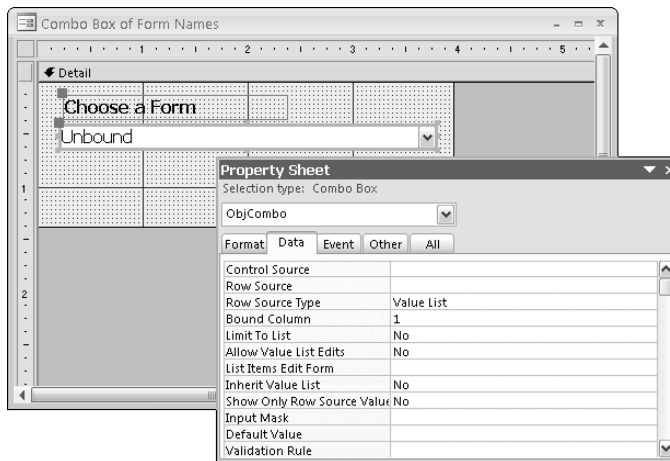 Combo Box of Form Names
1 2 3 4 5
Detail
Choose a Form
Unbound
1
2
Property Sheet
Selection type: Combo Box
ObjCombo
Format Data Event Other All
Control Source
Row Source
Row Source Type Value List
Bound Column 1
Limit To List No
Allow Value List Edits No
List Items Edit Form
Inherit Value List No
Show Only Row Source Value No
Input Mask
Default Value
Validation Rule